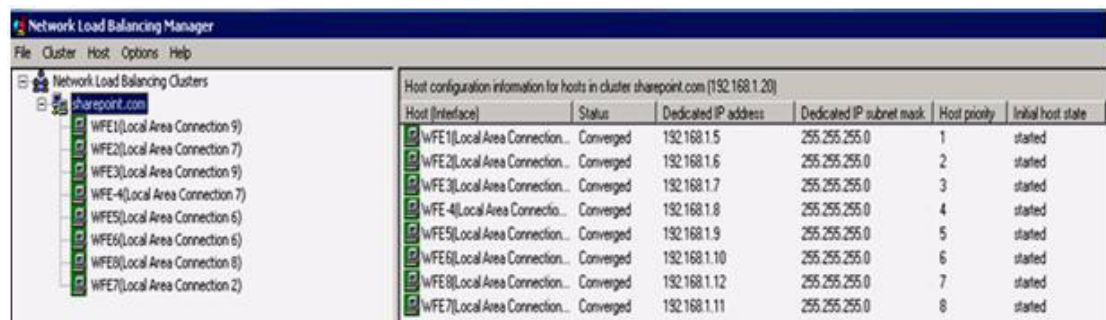 Network Load Balancing Manager
File Cluster Host Options Help
Network Load Balancing Clusters
sharepoint.com
WFE1(Local Area Connection 9)
WFE2(Local Area Connection 7)
WFE3(Local Area Connection 9)
WFE-4(Local Area Connection 7)
WFE5(Local Area Connection 6)
WFE6(Local Area Connection 6)
WFE8(Local Area Connection 8)
WFE7(Local Area Connection 2)
Host configuration information for hosts in cluster sharepoint.com (192.168.1.20)
Host (Interface) Status Dedicated IP address Dedicated IP subnet mask Host priority Initial host state
WFE1(Local Area Connection... Converged 192.168.1.5 255.255.255.0 1 started
WFE2(Local Area Connection... Converged 192.168.1.6 255.255.255.0 2 started
WFE3(Local Area Connection... Converged 192.168.1.7 255.255.255.0 3 started
WFE-4(Local Area Connectio... Converged 192.168.1.8 255.255.255.0 4 started
WFE5(Local Area Connection... Converged 192.168.1.9 255.255.255.0 5 started
WFE6(Local Area Connection... Converged 192.168.1.10 255.255.255.0 6 started
WFE8(Local Area Connection... Converged 192.168.1.12 255.255.255.0 7 started
WFE7(Local Area Connection... Converged 192.168.1.11 255.255.255.0 8 started